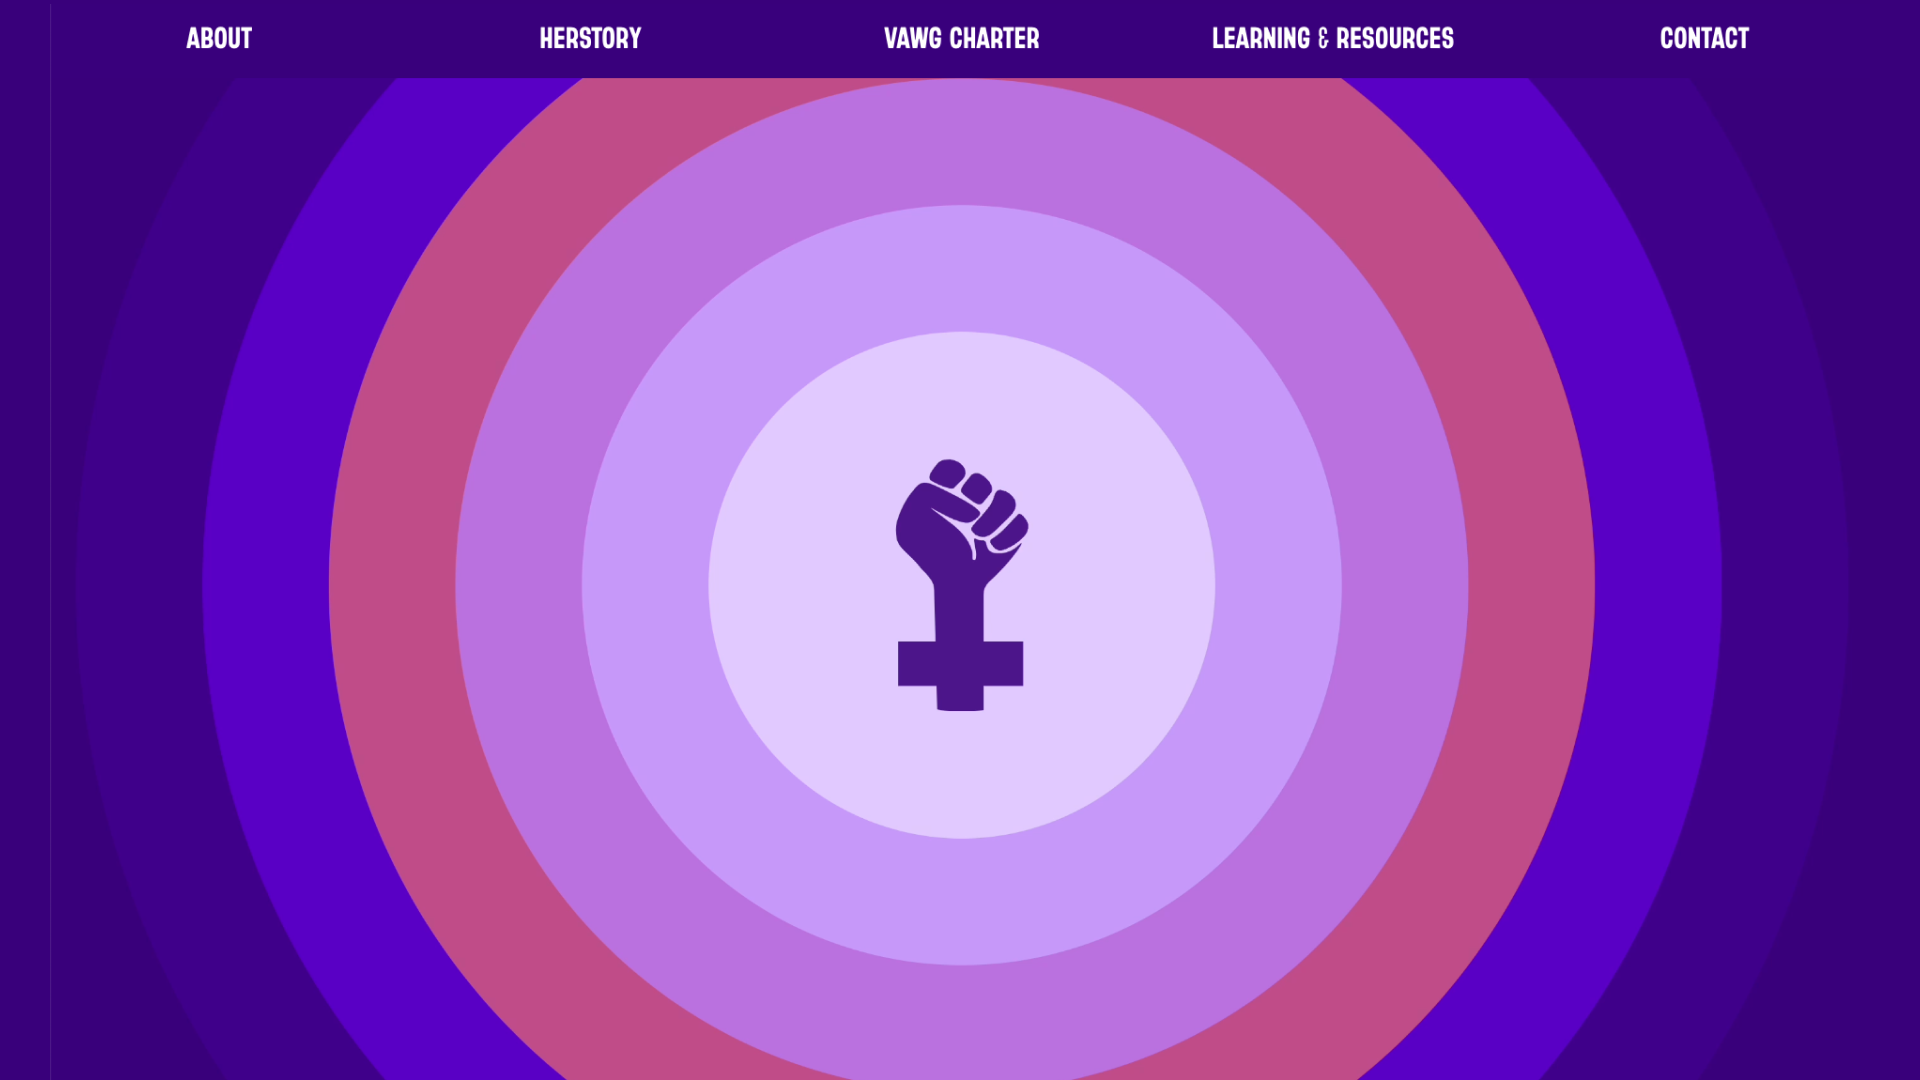 ABOUT
HERSTORY
VAWG CHARTER
LEARNING & RESOURCES
CONTACT